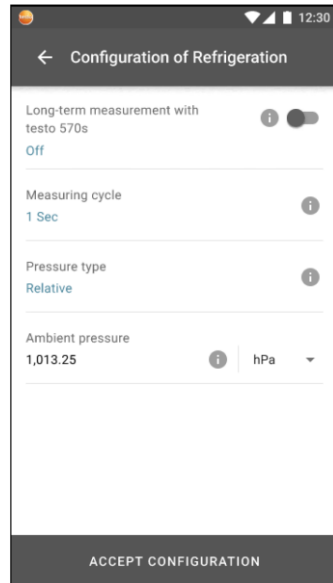 12:30
Configuration of Refrigeration
Long-term measurement with
testo 570s
Off
Measuring cycle
1 Sec
Pressure type
Relative
Ambient pressure
1,013.25 hPa
ACCEPT CONFIGURATION